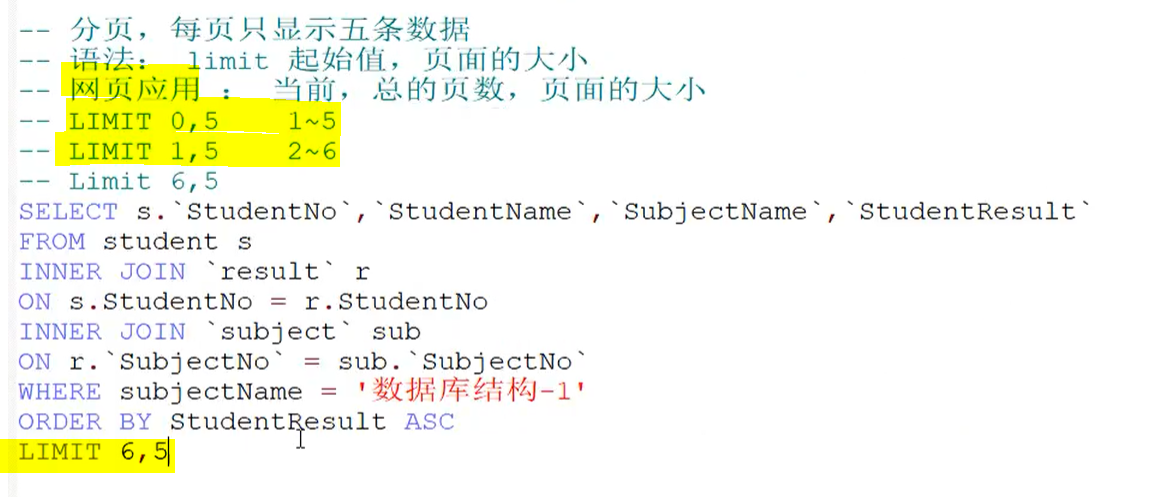 -- 分页，每页只显示五条数据
-- 语法： limit 起始值，页面的大小
-- 网页应用 ： 当前，总的页数，页面的大小
-- LIMIT 0,5    1~5
-- LIMIT 1,5    2~6
-- Limit 6,5
SELECT s.`StudentNo`,`StudentName`,`SubjectName`,`StudentResult`
FROM student s
INNER JOIN `result` r
ON s.StudentNo = r.StudentNo
INNER JOIN `subject` sub
ON r.`SubjectNo` = sub.`SubjectNo`
WHERE subjectName = '数据库结构-1'
ORDER BY StudentResult ASC
LIMIT 6,5